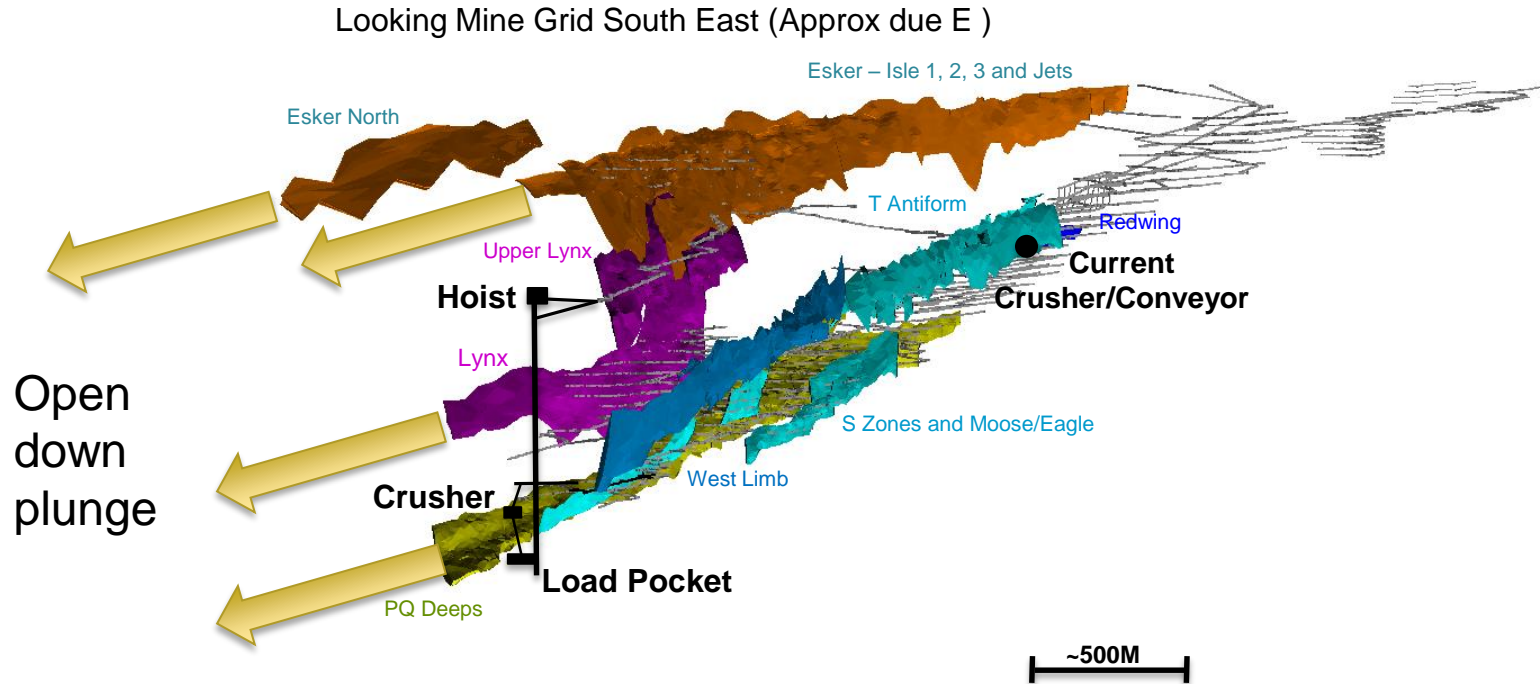 Looking Mine Grid South East (Approx due E )
Esker – Isle 1, 2, 3 and Jets
Esker North
T Antiform
Redwing
Upper Lynx
Current
Crusher/Conveyor
Hoist
Lynx
Open
down
plunge
S Zones and Moose/Eagle
West Limb
Crusher
Load Pocket
PQ Deeps
~500M